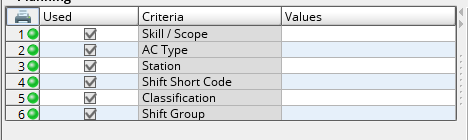 Used Criteria Values
1 Skill / Scope
2 AC Type
3 Station
4 Shift Short Code
5 Classification
6 Shift Group